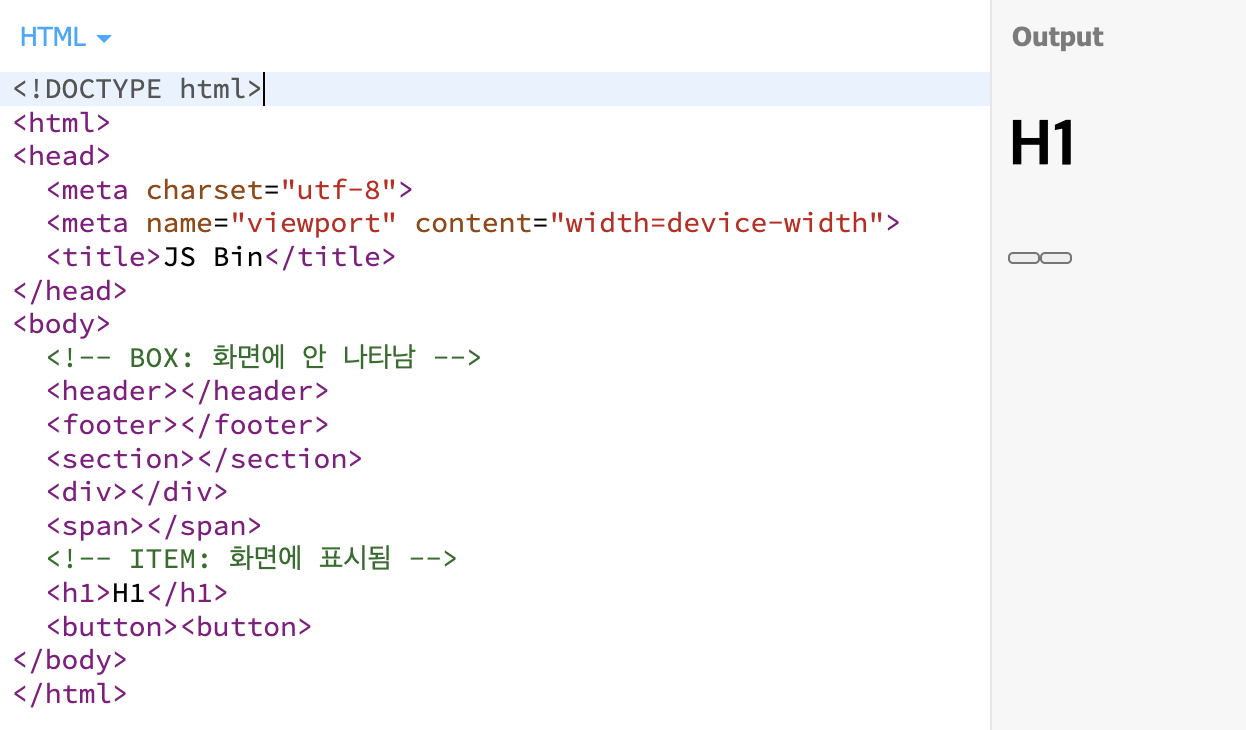 HTML
Output
<!DOCTYPE html>
<html>
<head>
  <meta charset="utf-8">
  <meta name="viewport" content="width=device-width">
  <title>JS Bin</title>
</head>
<body>
  <!-- BOX: 화면에 안 나타남 -->
  <header></header>
  <footer></footer>
  <section></section>
  <div></div>
  <span></span>
  <!-- ITEM: 화면에 표시됨 -->
  <h1>H1</h1>
  <button><button>
</body>
</html>
H1